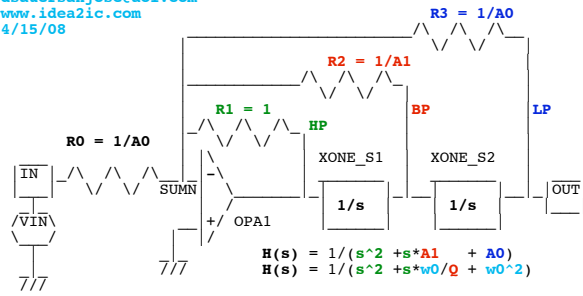 www.idea2ic.com
4/15/08
R3 = 1/A0
R2 = 1/A1
R1 = 1
HP
BP
LP
R0 = 1/A0
XONE_S1
XONE_S2
IN
SUMN
1/s
1/s
OUT
VIN
OPA1
H(s) = 1/(s^2 +s*A1 + A0)
H(s) = 1/(s^2 +s*w0/Q + w0^2)